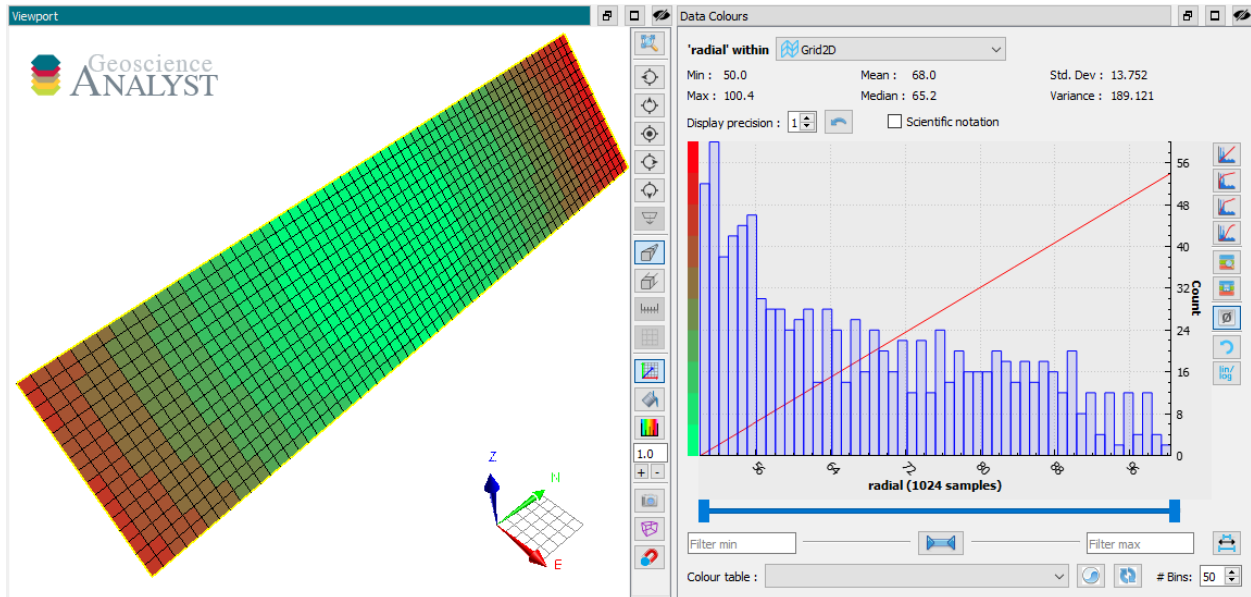 Viewport
Geoscience
ANALYST
Z
N
E
1.0
+ -
Data Colours
'radial' within Grid2D
Min : 50.0 Mean : 68.0 Std. Dev : 13.752
Max : 100.4 Median : 65.2 Variance : 189.121
Display precision : 1 Scientific notation
56
48
40
32
24
16
8
0
Count
56 64 72 80 88 96
radial (1024 samples)
Filter min Filter max
Colour table : # Bins: 50
lin/
log